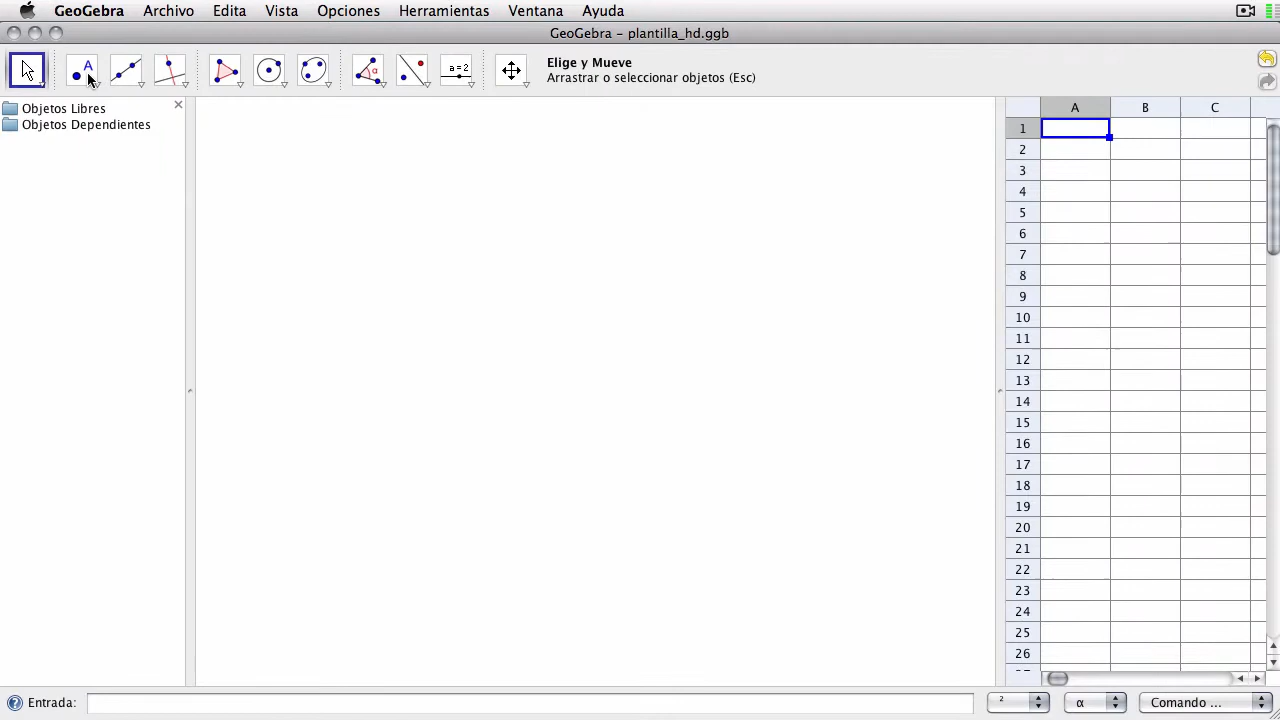 GeoGebra Archivo Edita Vista Opciones Herramientas Ventana Ayuda
GeoGebra – plantilla_hd.ggb
A
α
a=2
Elige y Mueve
Arrastrar o seleccionar objetos (Esc)
Objetos Libres
Objetos Dependientes
A B C
1
2
3
4
5
6
7
8
9
10
11
12
13
14
15
16
17
18
19
20
21
22
23
24
25
26
Entrada: ² α Comando ...